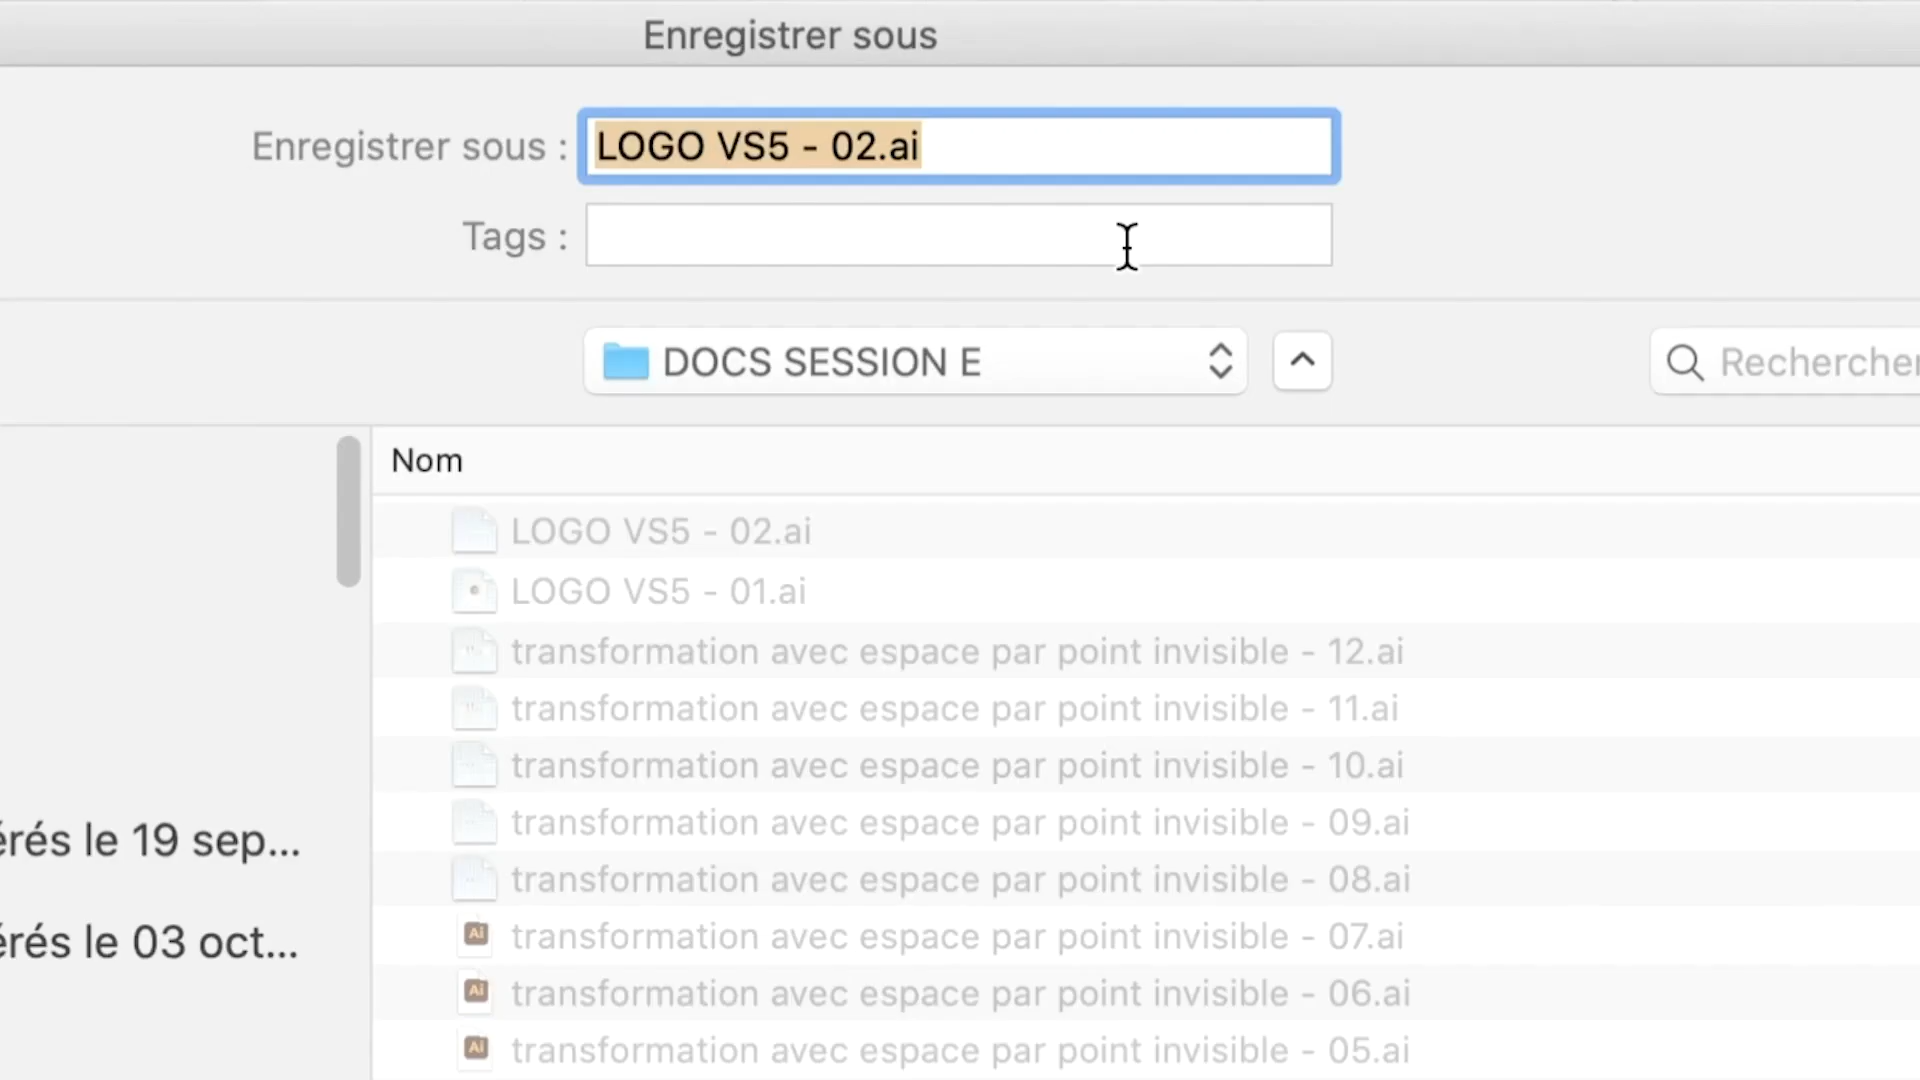 Enregistrer sous
Enregistrer sous : LOGO VS5 - 02.ai
Tags :
DOCS SESSION E
Rechercher
Nom
LOGO VS5 - 02.ai
LOGO VS5 - 01.ai
transformation avec espace par point invisible - 12.ai
transformation avec espace par point invisible - 11.ai
transformation avec espace par point invisible - 10.ai
érés le 19 sep...
transformation avec espace par point invisible - 09.ai
transformation avec espace par point invisible - 08.ai
érés le 03 oct...
Ai transformation avec espace par point invisible - 07.ai
Ai transformation avec espace par point invisible - 06.ai
Ai transformation avec espace par point invisible - 05.ai